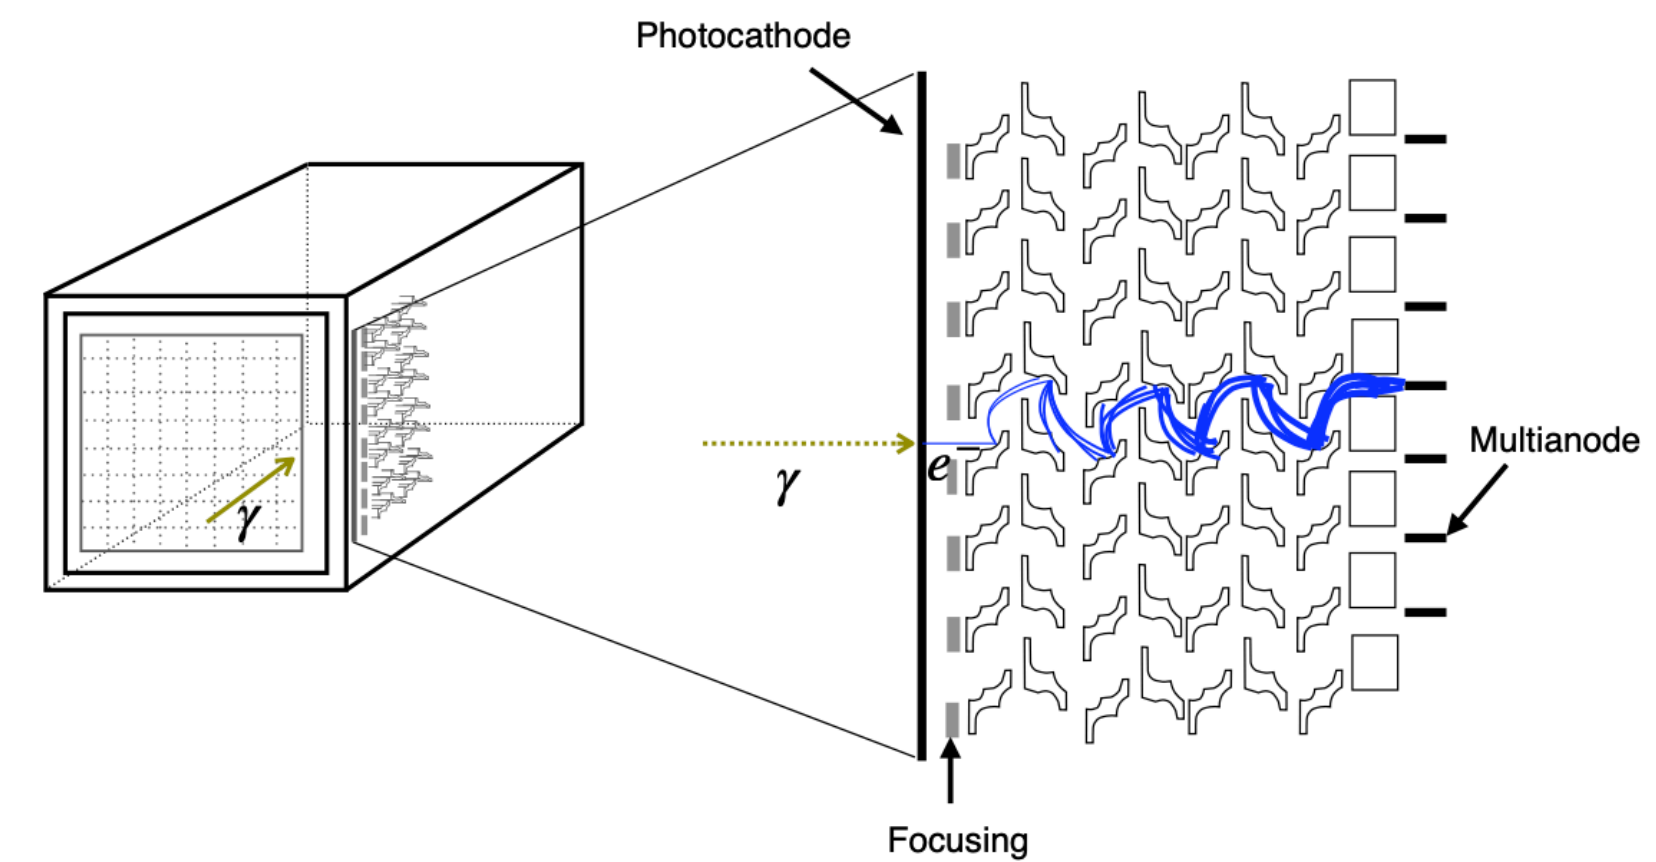 Photocathode
Multianode
γ
e⁻
γ
Focusing